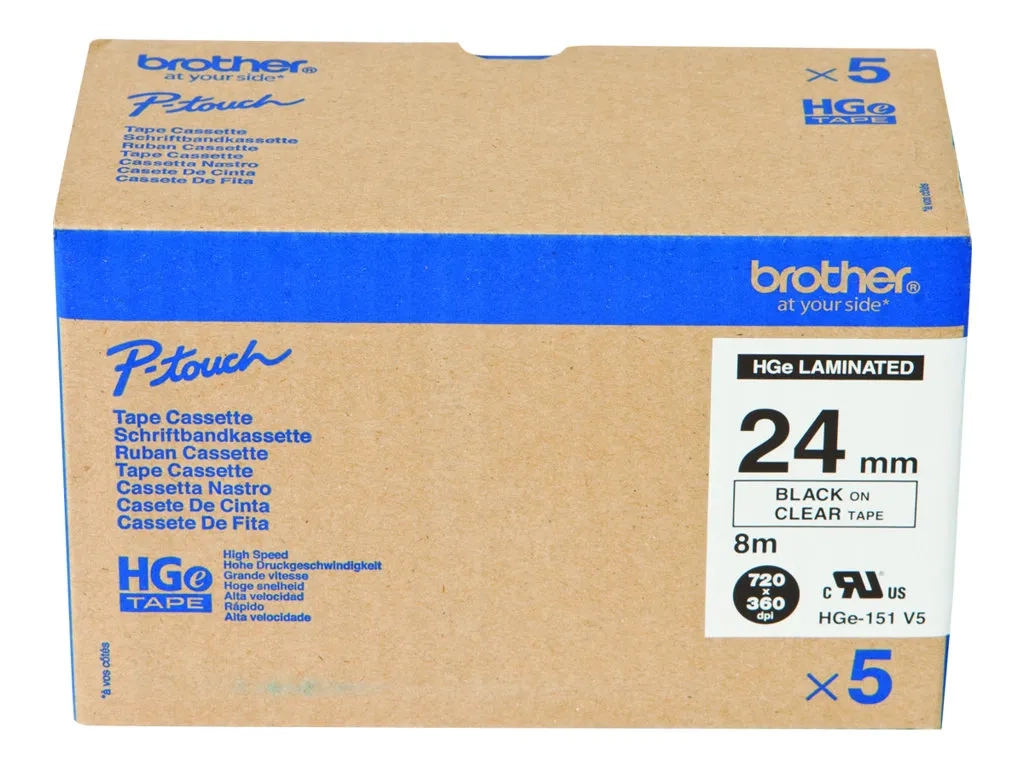 brother®
at your side*
P-touch
Tape Cassette
Schriftbandkassette
Ruban Cassette
Tape Cassette
Cassetta Nastro
Casete De Cinta
Cassete De Fita
×5
HGe
TAPE
*à vos côtés
brother®
at your side*
P-touch
Tape Cassette
Schriftbandkassette
Ruban Cassette
Tape Cassette
Cassetta Nastro
Casete De Cinta
Cassete De Fita
HGe
TAPE
High Speed
Hohe Druckgeschwindigkeit
Grande vitesse
Hoge snelheid
Alta velocidad
Rápido
Alta velocidade
*à vos côtés
HGe LAMINATED
24 mm
BLACK ON
CLEAR TAPE
8m
720
×
360
dpi
c RU® US
HGe-151 V5
×5